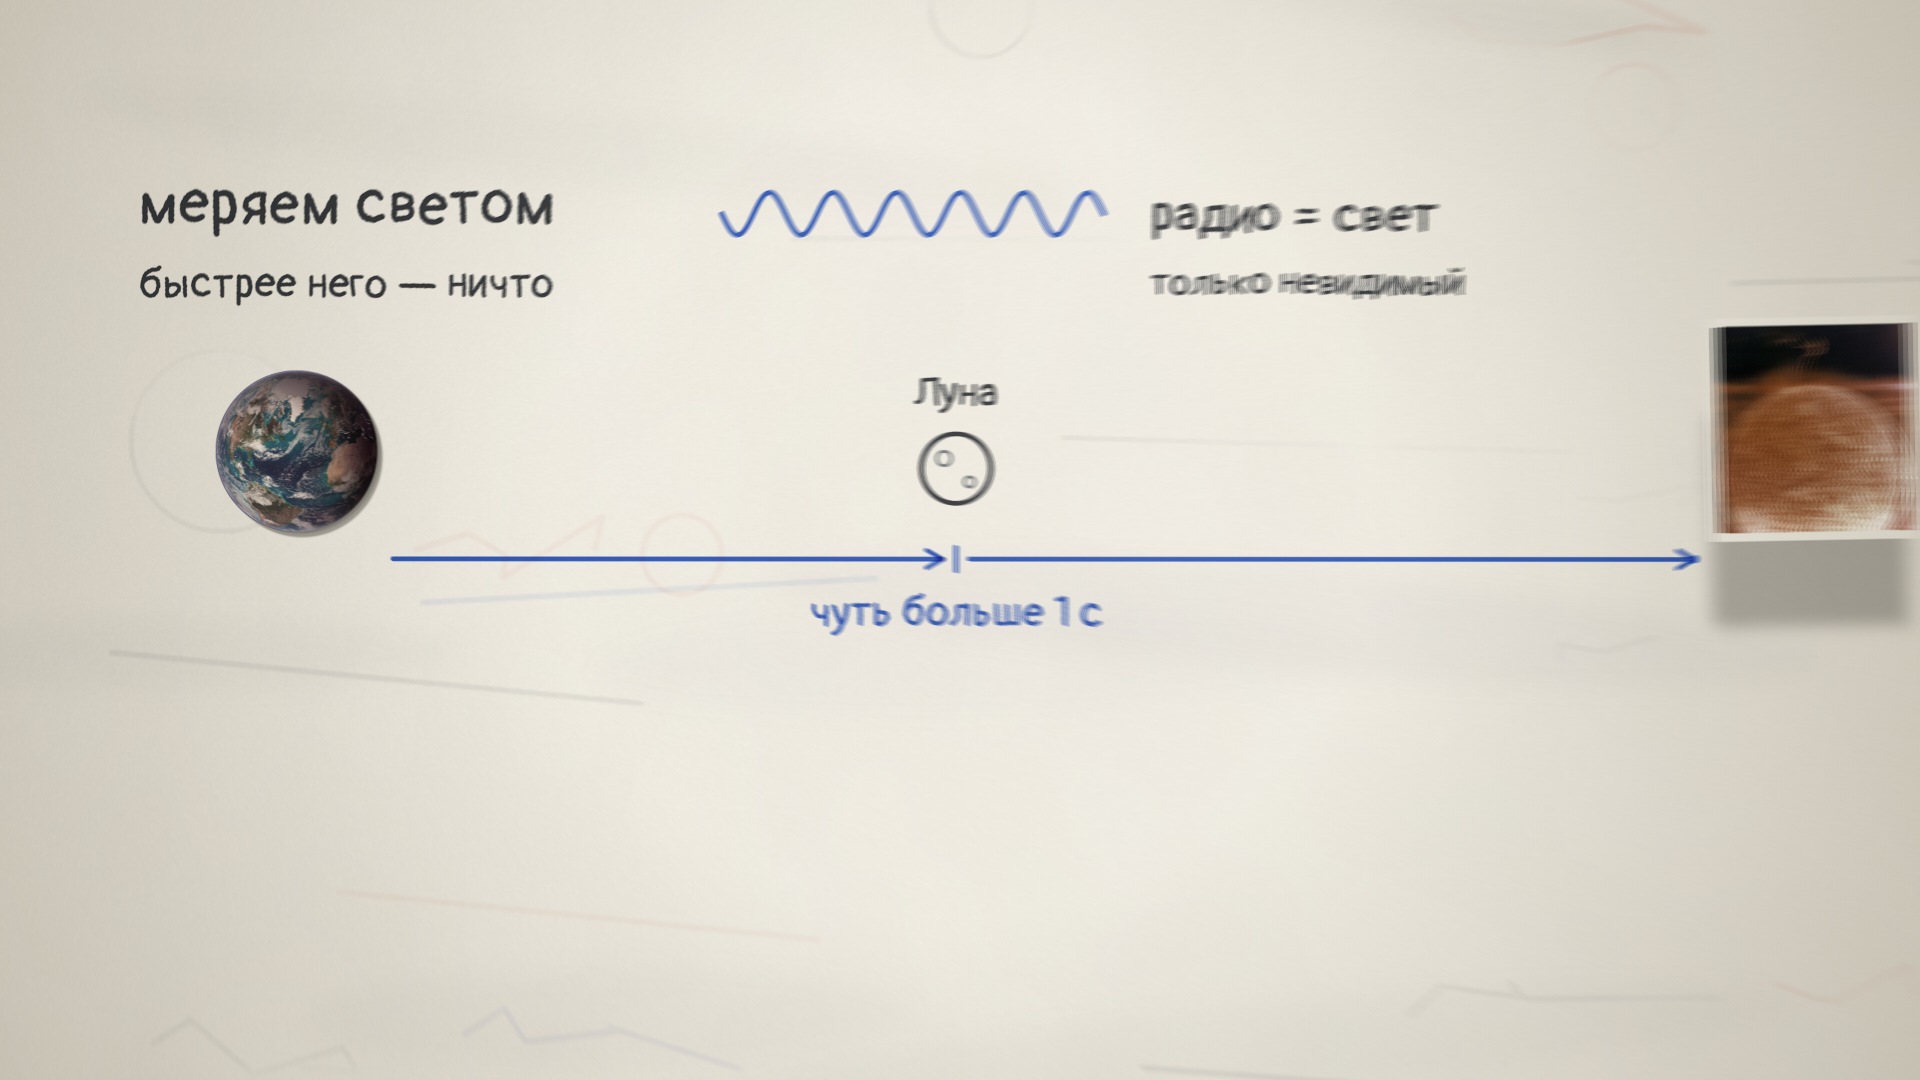 меряем светом
быстрее него — ничто
радио = свет
только невидимый
Луна
чуть больше 1 с